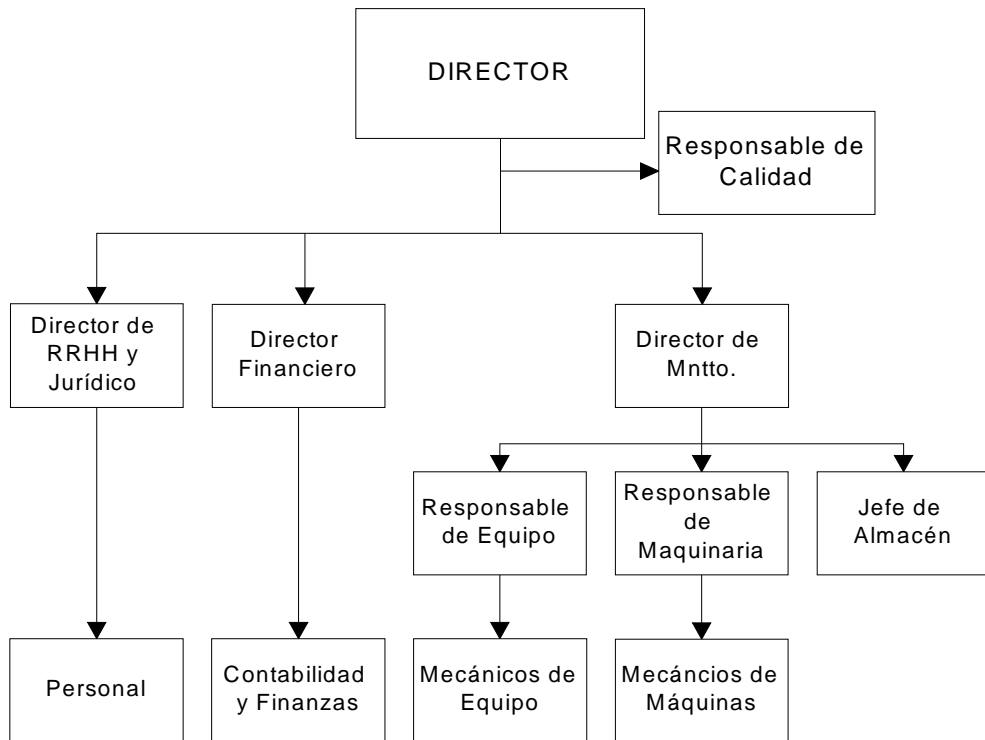 DIRECTOR
Responsable de
Calidad
Director de
RRHH y
Jurídico
Director
Financiero
Director de
Mntto.
Responsable
de Equipo
Responsable
de
Maquinaria
Jefe de
Almacén
Personal
Contabilidad
y Finanzas
Mecánicos de
Equipo
Mecáncios de
Máquinas